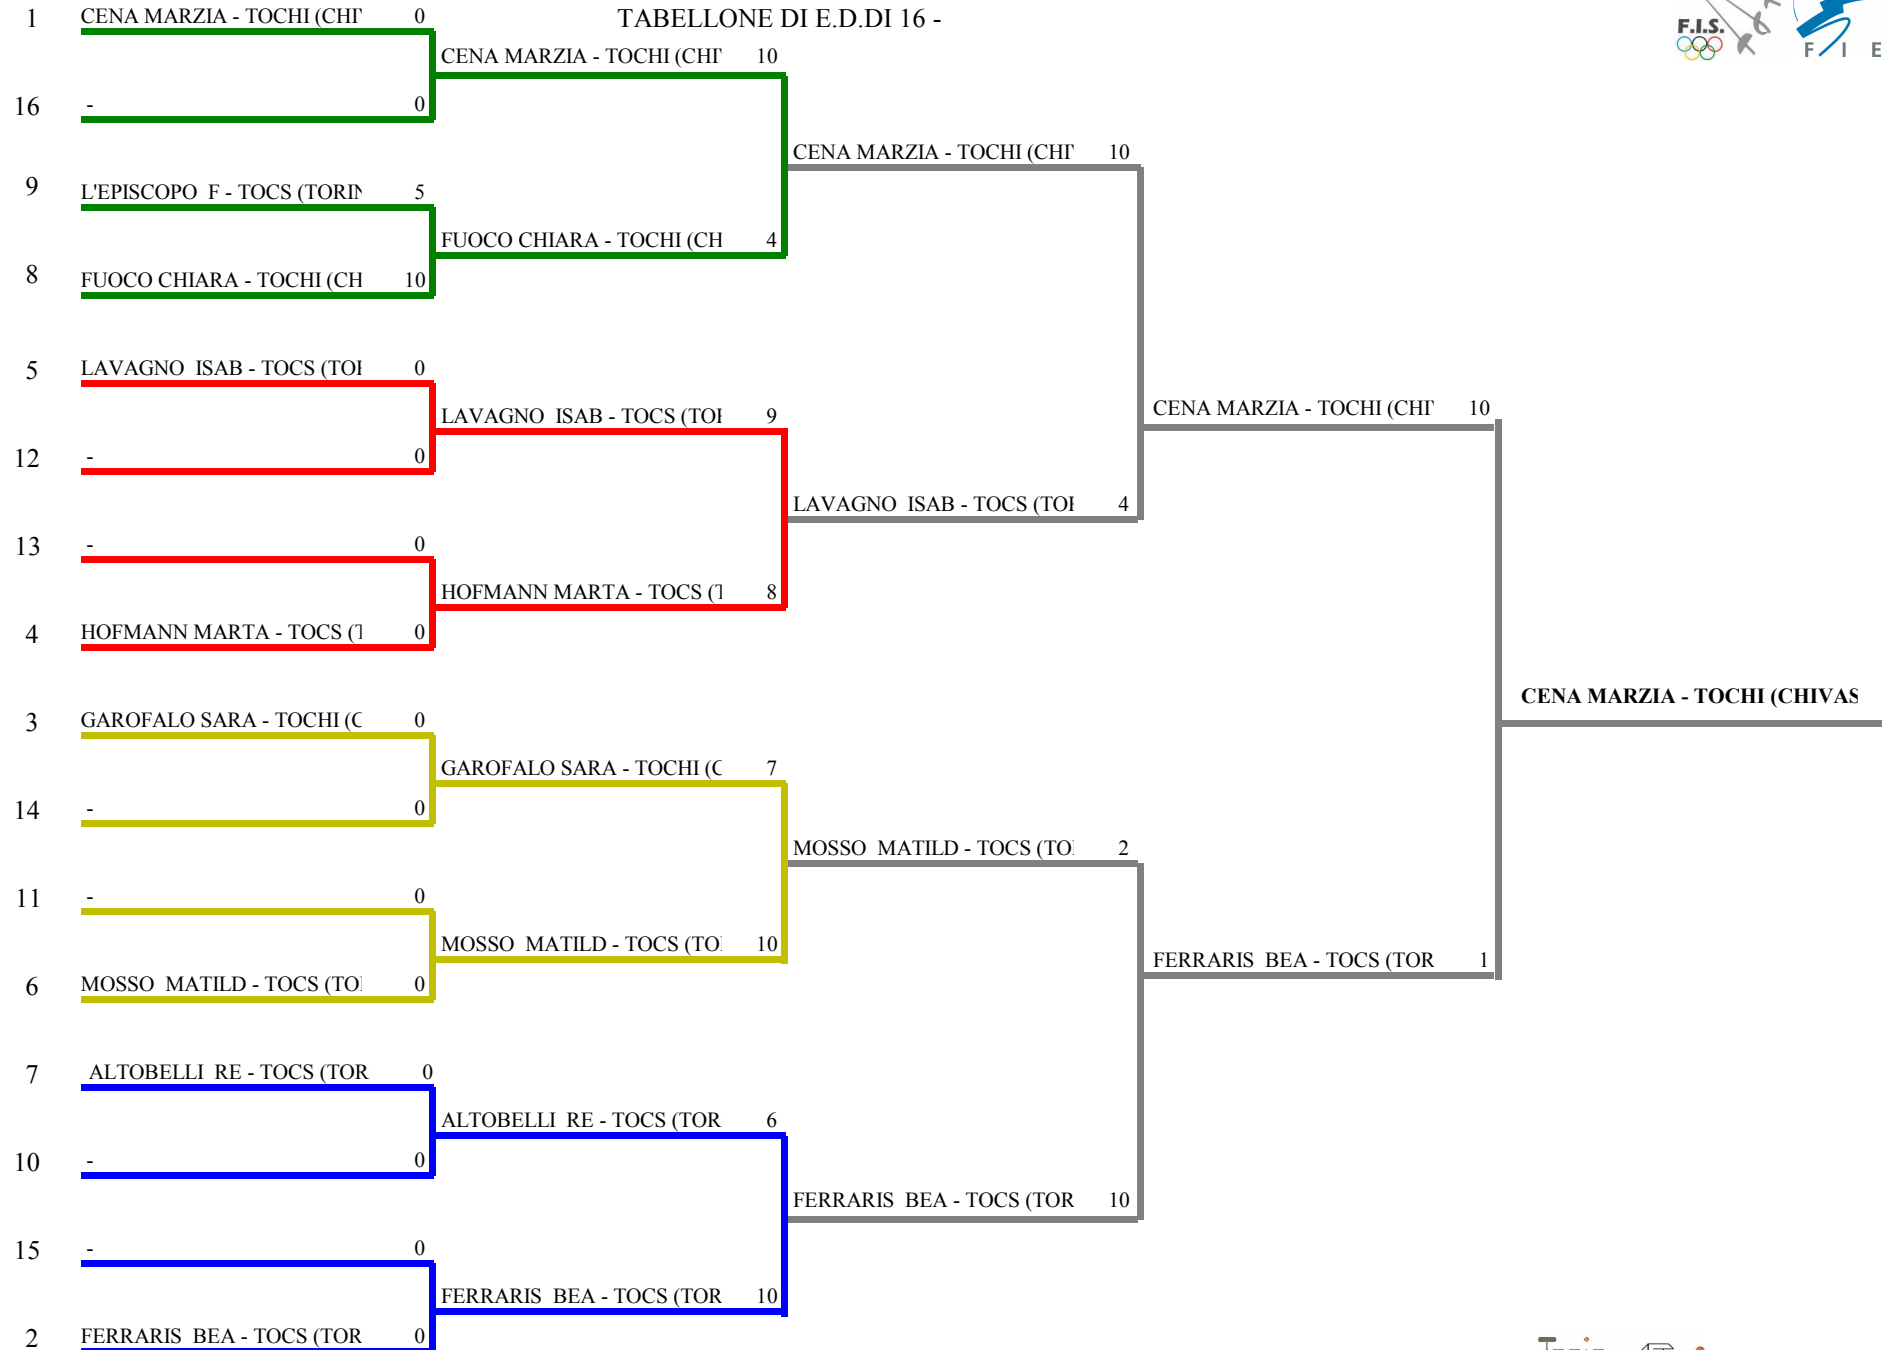 1 CENA MARZIA - TOCHI (CHI 0 TABELLONE DI E.D.DI 16 -
F.I.S.
F I E
CENA MARZIA - TOCHI (CHI 10
16 - 0
CENA MARZIA - TOCHI (CHI 10
9 L'EPISCOPO F - TOCS (TORIN 5
FUOCO CHIARA - TOCHI (CH 4
8 FUOCO CHIARA - TOCHI (CH 10
5 LAVAGNO ISAB - TOCS (TOR 0
LAVAGNO ISAB - TOCS (TOR 9
CENA MARZIA - TOCHI (CHI 10
12 - 0
LAVAGNO ISAB - TOCS (TOR 4
13 - 0
HOFMANN MARTA - TOCS (T 8
4 HOFMANN MARTA - TOCS (T 0
CENA MARZIA - TOCHI (CHIVAS
3 GAROFALO SARA - TOCHI (C 0
GAROFALO SARA - TOCHI (C 7
14 - 0
MOSSO MATILD - TOCS (TO 2
11 - 0
MOSSO MATILD - TOCS (TO 10
FERRARIS BEA - TOCS (TOR 1
6 MOSSO MATILD - TOCS (TO 0
7 ALTOBELLI RE - TOCS (TOR 0
ALTOBELLI RE - TOCS (TOR 6
10 - 0
FERRARIS BEA - TOCS (TOR 10
15 - 0
FERRARIS BEA - TOCS (TOR 10
2 FERRARIS BEA - TOCS (TOR 0